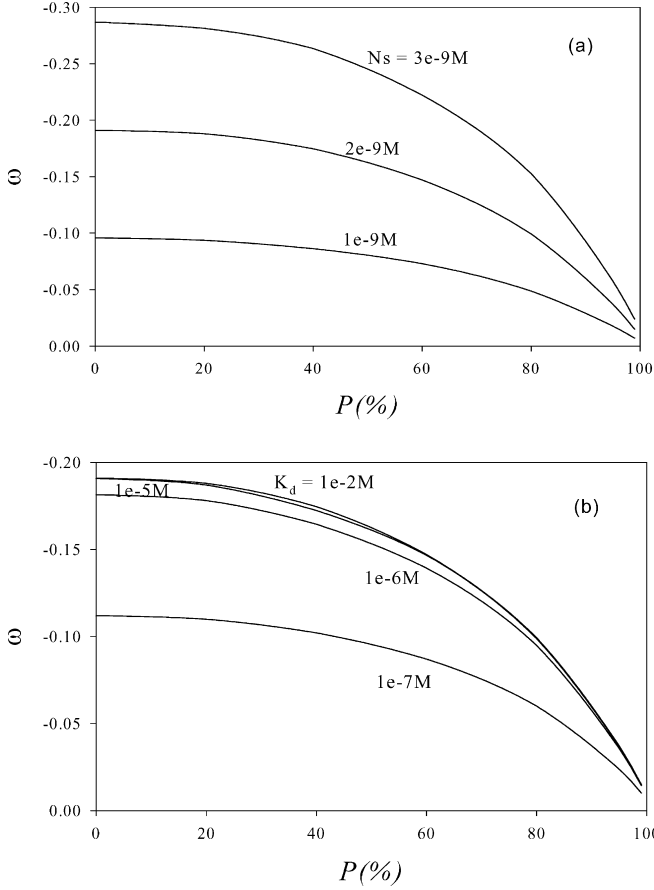 -0.30
(a)
Ns = 3e-9M
-0.25
-0.20
2e-9M
ω
-0.15
-0.10
1e-9M
-0.05
0.00
0 20 40 60 80 100
P(%)
-0.20
K_d = 1e-2M
1e-5M
(b)
-0.15
1e-6M
ω
-0.10
1e-7M
-0.05
0.00
0 20 40 60 80 100
P(%)